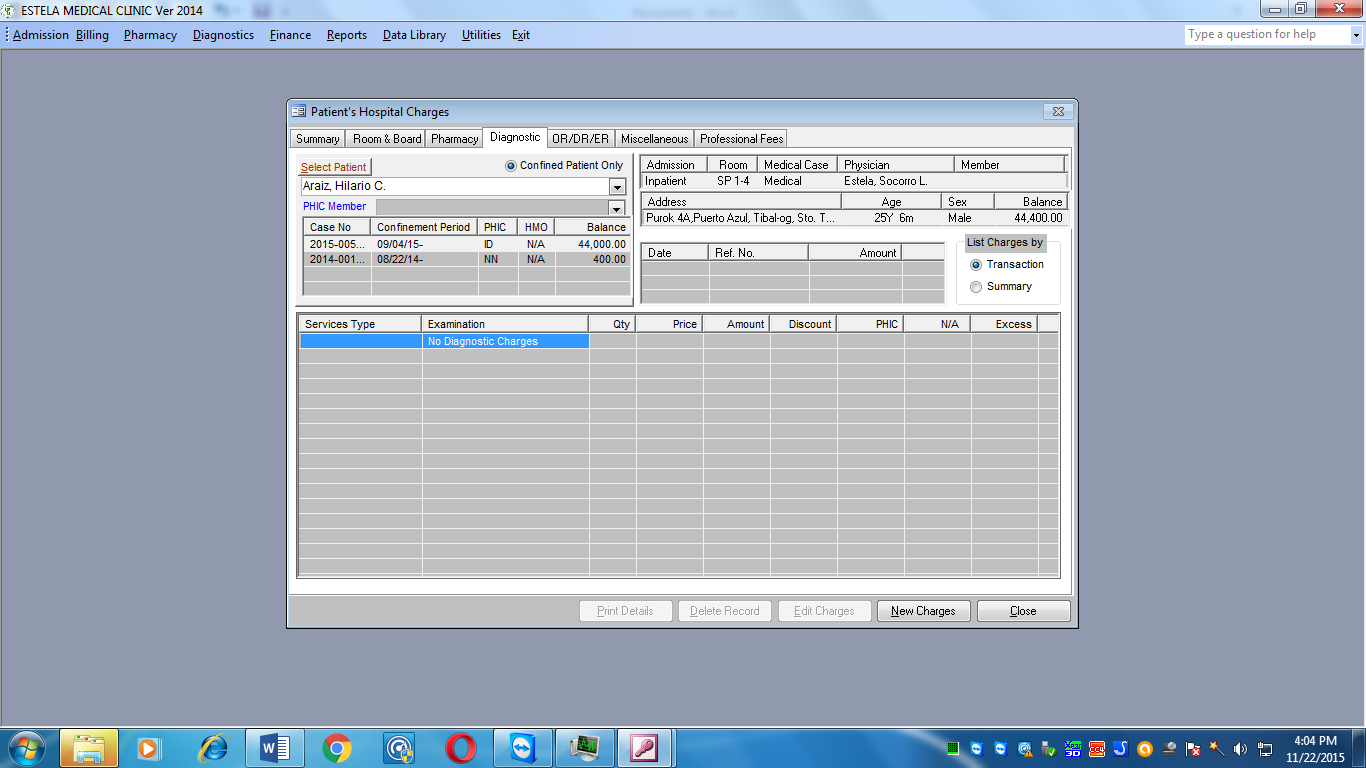 ESTELA MEDICAL CLINIC Ver 2014
Admission Billing Pharmacy Diagnostics Finance Reports Data Library Utilities Exit
Type a question for help
Patient's Hospital Charges
Summary Room & Board Pharmacy Diagnostic OR/DR/ER Miscellaneous Professional Fees
Select Patient
Confined Patient Only
Araiz, Hilario C.
PHIC Member
Case No Confinement Period PHIC HMO Balance
2015-005... 09/04/15- ID N/A 44,000.00
2014-001... 08/22/14- NN N/A 400.00
Admission Room Medical Case Physician Member
Inpatient SP 1-4 Medical Estela, Socorro L.
Address Age Sex Balance
Purok 4A,Puerto Azul, Tibal-og, Sto. T... 25Y 6m Male 44,400.00
Date Ref. No. Amount
List Charges by
Transaction
Summary
Services Type Examination Qty Price Amount Discount PHIC N/A Excess
No Diagnostic Charges
Print Details Delete Record Edit Charges New Charges Close
4:04 PM
11/22/2015